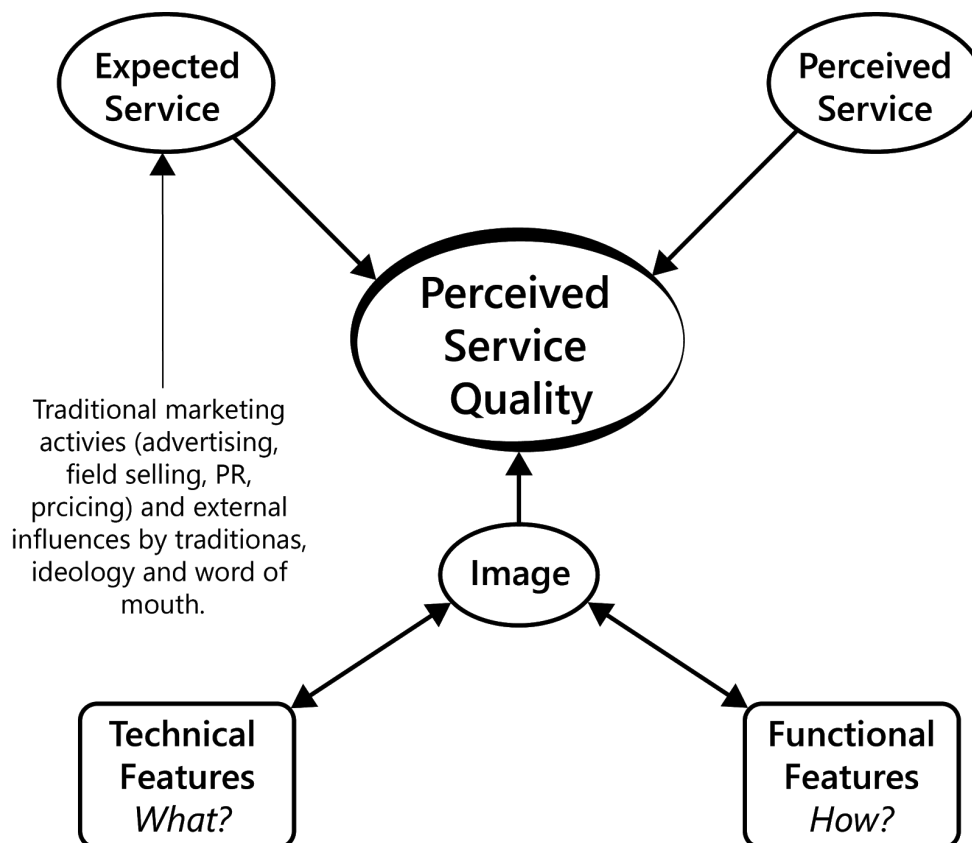 Expected
Service
Perceived
Service
Perceived
Service
Quality
Traditional marketing
activies (advertising,
field selling, PR,
prcicing) and external
influences by traditionas,
ideology and word of
mouth.
Image
Technical
Features
What?
Functional
Features
How?